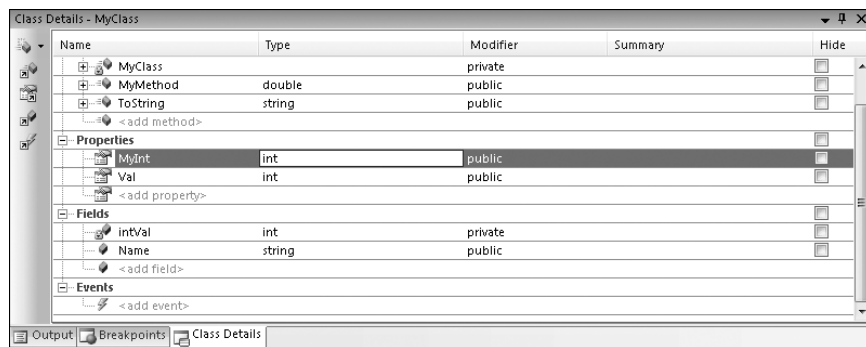 Class Details - MyClass
Name Type Modifier Summary Hide
MyClass private
MyMethod double public
ToString string public
<add method>
Properties
MyInt int public
Val int public
<add property>
Fields
intVal int private
Name string public
<add field>
Events
<add event>
Output Breakpoints Class Details